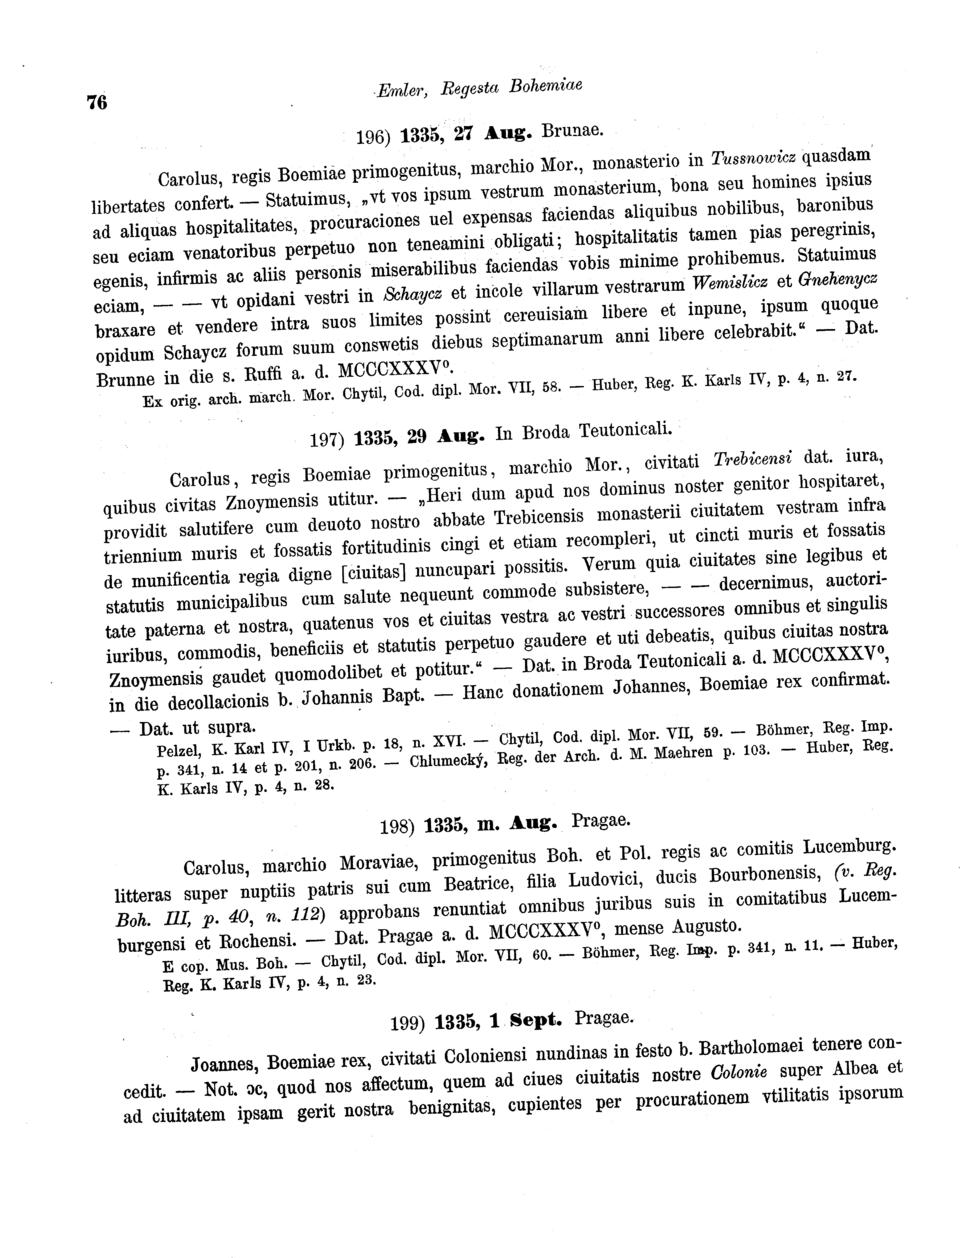 76
Emler, Regesta Bohemiae
196) 1335, 27 Aug. Brunae.
Carolus, regis Boemiae primogenitus, marchio Mor., monasterio in Tussnowicz quasdam
libertates confert. — Statuimus, „vt vos ipsum vestrum monasterium, bona seu homines ipsius
ad aliquas hospitalitates, procuraciones uel expensas faciendas aliquibus nobilibus, baronibus
seu eciam venatoribus perpetuo non teneamini obligati; hospitalitatis tamen pias peregrinis,
egenis, infirmis ac aliis personis miserabilibus faciendas vobis minime prohibemus. Statuimus
eciam, — — vt opidani vestri in Schaycz et incole villarum vestrarum Wemislicz et Gnehenycz
braxare et vendere intra suos limites possint cereuisiam libere et inpune, ipsum quoque
opidum Schaycz forum suum conswetis diebus septimanarum anni libere celebrabit.“ — Dat.
Brunne in die s. Ruffi a. d. MCCCXXXV⁰.
Ex orig. arch. march. Mor. Chytil, Cod. dipl. Mor. VII, 58. — Huber, Reg. K. Karls IV, p. 4, n. 27.
197) 1335, 29 Aug. In Broda Teutonicali.
Carolus, regis Boemiae primogenitus, marchio Mor., civitati Trebicensi dat. iura,
quibus civitas Znoymensis utitur. — „Heri dum apud nos dominus noster genitor hospitaret,
providit salutifere cum deuoto nostro abbate Trebicensis monasterii ciuitatem vestram infra
triennium muris et fossatis fortitudinis cingi et etiam recompleri, ut cincti muris et fossatis
de munificentia regia digne [ciuitas] nuncupari possitis. Verum quia ciuitates sine legibus et
statutis municipalibus cum salute nequeunt commode subsistere, — — decernimus, auctori-
tate paterna et nostra, quatenus vos et ciuitas vestra ac vestri successores omnibus et singulis
iuribus, commodis, beneficiis et statutis perpetuo gaudere et uti debeatis, quibus ciuitas nostra
Znoymensis gaudet quomodolibet et potitur.“ — Dat. in Broda Teutonicali a. d. MCCCXXXV⁰,
in die decollacionis b. Johannis Bapt. — Hanc donationem Johannes, Boemiae rex confirmat.
— Dat. ut supra.
Pelzel, K. Karl IV, I Urkb. p. 18, n. XVI. — Chytil, Cod. dipl. Mor. VII, 59. — Böhmer, Reg. Imp.
p. 341, n. 14 et p. 201, n. 206. — Chlumecký, Reg. der Arch. d. M. Maehren p. 103. — Huber, Reg.
K. Karls IV, p. 4, n. 28.
198) 1335, m. Aug. Pragae.
Carolus, marchio Moraviae, primogenitus Boh. et Pol. regis ac comitis Lucemburg.
litteras super nuptiis patris sui cum Beatrice, filia Ludovici, ducis Bourbonensis, (v. Reg.
Boh. III, p. 40, n. 112) approbans renuntiat omnibus juribus suis in comitatibus Lucem-
burgensi et Rochensi. — Dat. Pragae a. d. MCCCXXXV⁰, mense Augusto.
E cop. Mus. Boh. — Chytil, Cod. dipl. Mor. VII, 60. — Böhmer, Reg. Imp. p. 341, n. 11. — Huber,
Reg. K. Karls IV, p. 4, n. 23.
199) 1335, 1 Sept. Pragae.
Joannes, Boemiae rex, civitati Coloniensi nundinas in festo b. Bartholomaei tenere con-
cedit. — Not. ɔc, quod nos affectum, quem ad ciues ciuitatis nostre Colonie super Albea et
ad ciuitatem ipsam gerit nostra benignitas, cupientes per procurationem vtilitatis ipsorum